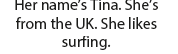 Her name's Tina. She's
from the UK. She likes
surfing.